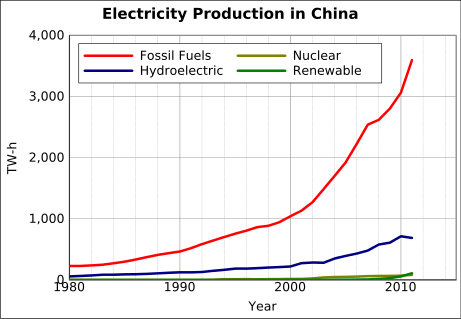 Electricity Production in China
4,000
3,000
2,000
1,000
0
TW-h
Fossil Fuels
Nuclear
Hydroelectric
Renewable
1980
1990
2000
2010
Year